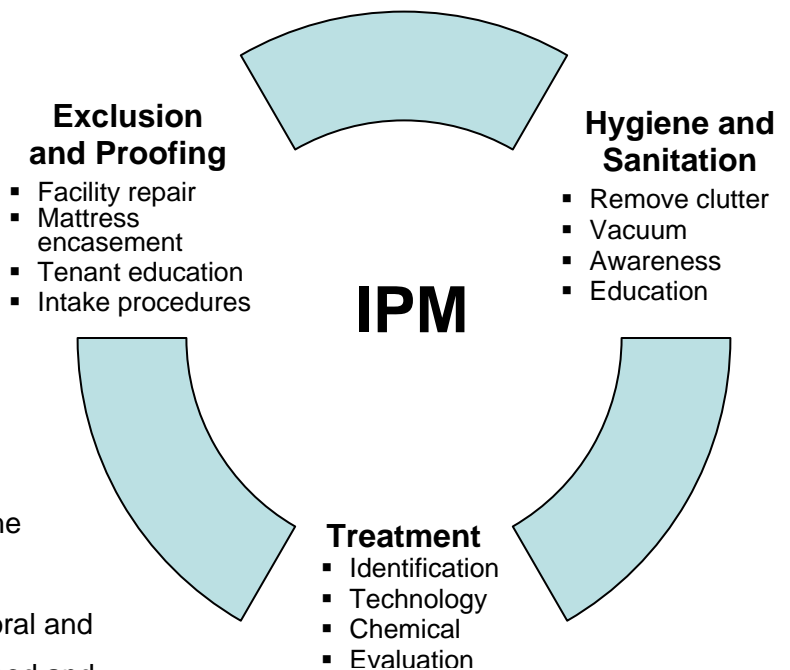 Exclusion
and Proofing
▪ Facility repair
▪ Mattress
encasement
▪ Tenant education
▪ Intake procedures
Hygiene and
Sanitation
▪ Remove clutter
▪ Vacuum
▪ Awareness
▪ Education
IPM
Treatment
▪ Identification
▪ Technology
▪ Chemical
▪ Evaluation
and